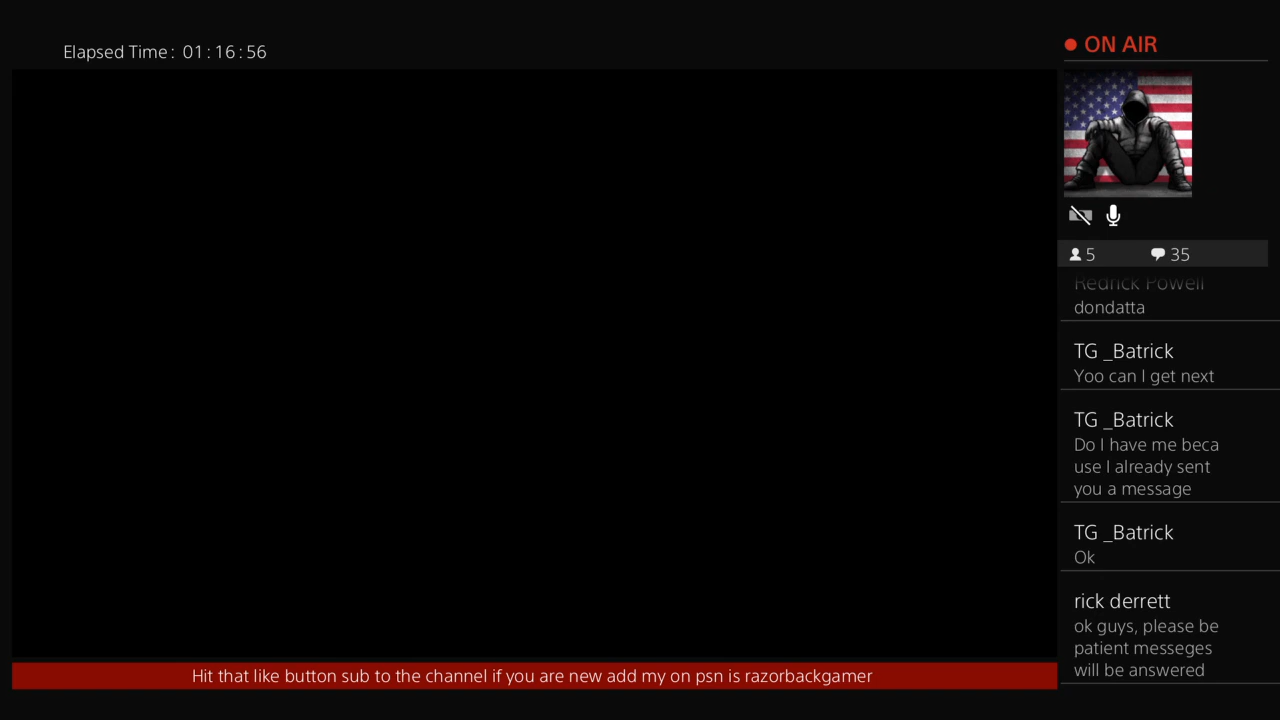 Elapsed Time: 01:16:56
ON AIR
5 35
Redrick Powell
dondatta
TG _Batrick
Yoo can I get next
TG _Batrick
Do I have me beca
use I already sent
you a message
TG _Batrick
Ok
rick derrett
ok guys, please be
patient messeges
will be answered
Hit that like button sub to the channel if you are new add my on psn is razorbackgamer